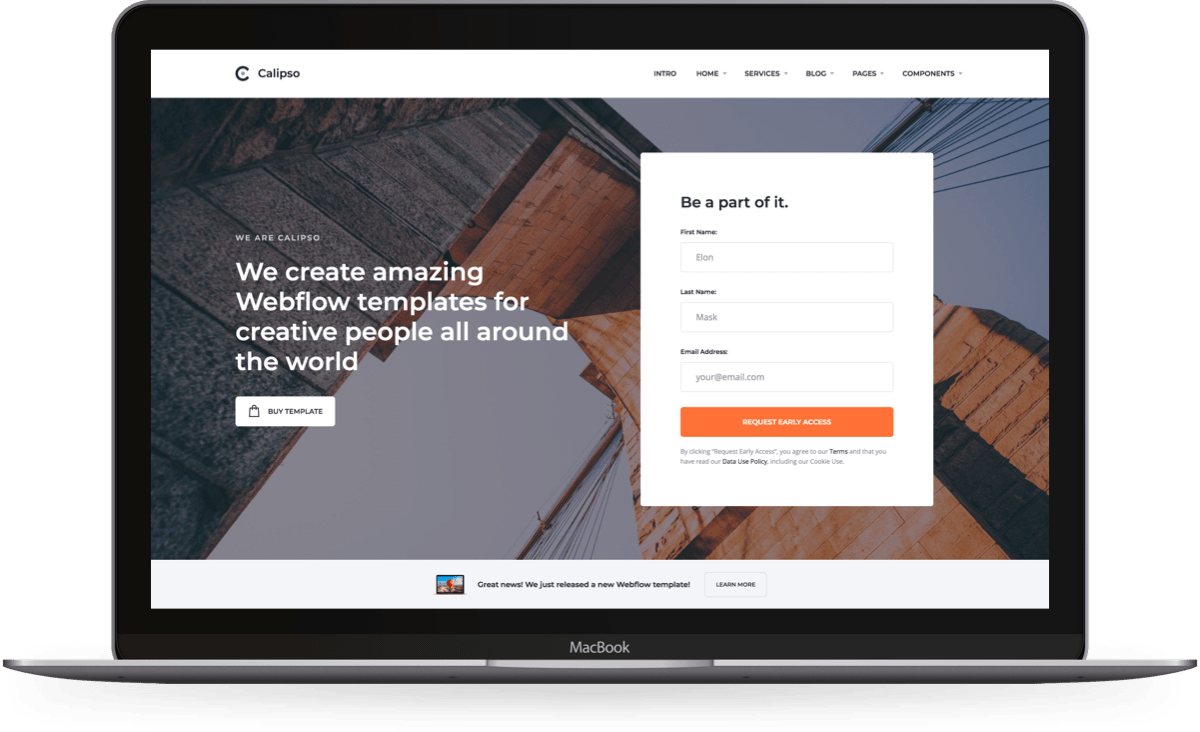 Calipso
INTRO HOME SERVICES BLOG PAGES COMPONENTS
WE ARE CALIPSO
We create amazing
Webflow templates for
creative people all around
the world
BUY TEMPLATE
Be a part of it.
First Name:
Elon
Last Name:
Mask
Email Address:
your@email.com
REQUEST EARLY ACCESS
By clicking "Request Early Access", you agree to our Terms and that you
have read our Data Use Policy, including our Cookie Use.
Great news! We just released a new Webflow template!
LEARN MORE
MacBook